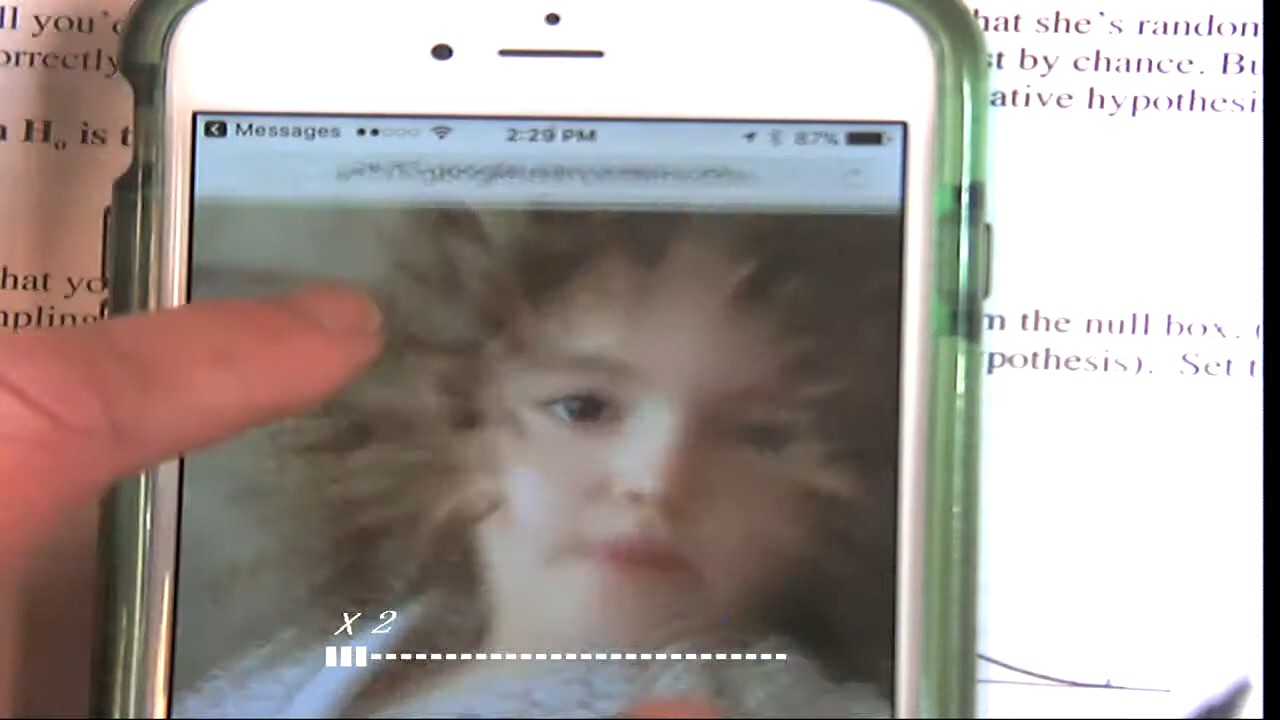 ll you'
hat she's random
orrectly
t by chance. Bu
ative hypothesi
H₀ is t
Messages
2:29 PM
87%
hat yo
m the null box. (
mpling
pothesis). Set t
x 2